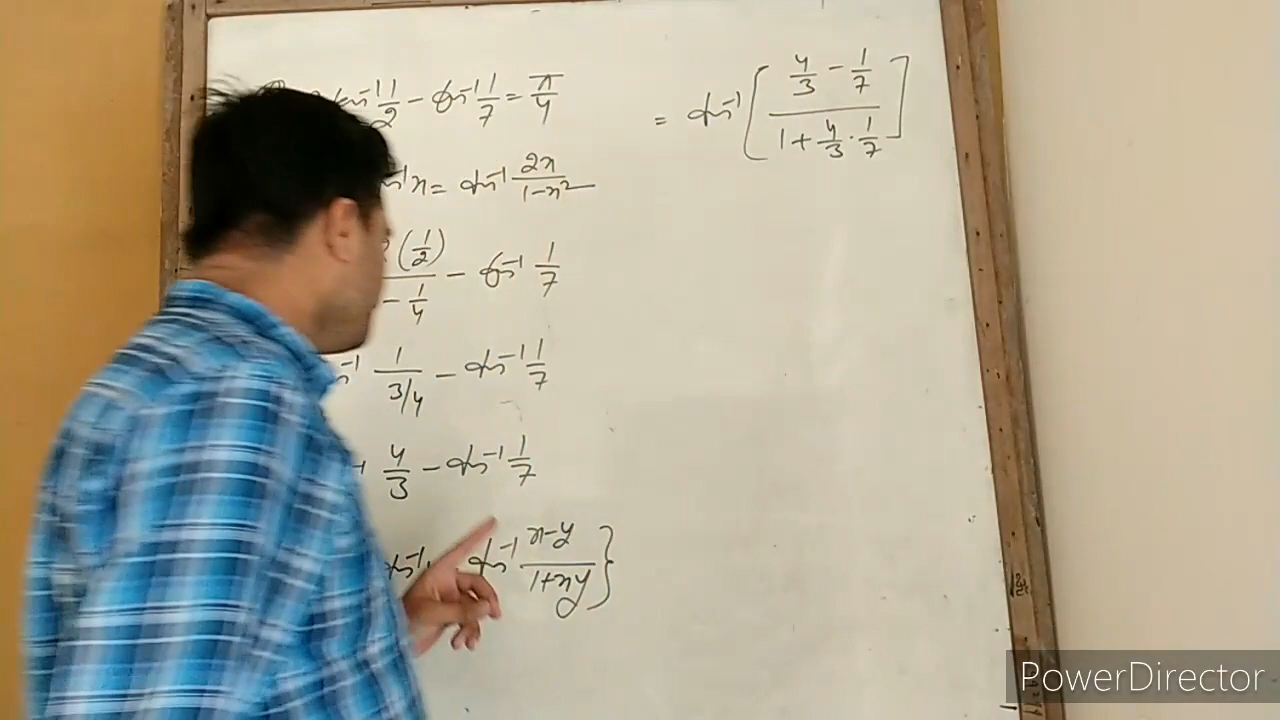 tan⁻¹ 1/2 - tan⁻¹ 1/7 = π/4
x = tan⁻¹ 2x/1-x²
(1/2)/- 1/4 - tan⁻¹ 1/7
1/3/4 - tan⁻¹ 1/7
4/3 - tan⁻¹ 1/7
tan⁻¹ tan⁻¹ x-y/1+xy }
= tan⁻¹ [ 4/3 - 1/7 / 1 + 4/3 . 1/7 ]
PowerDirector